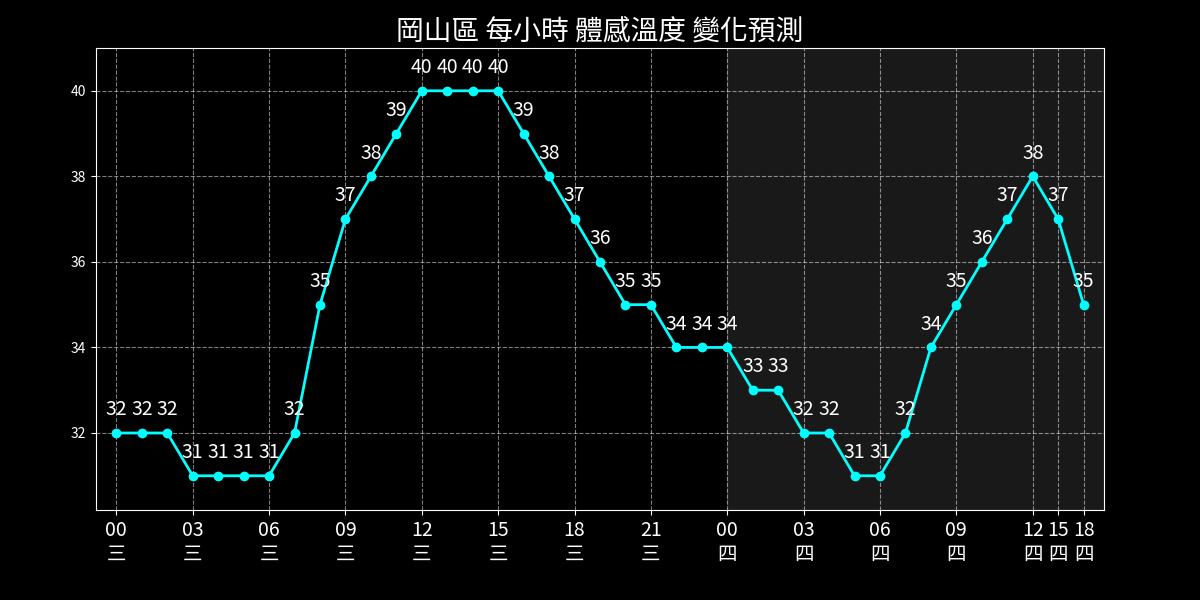 岡山區 每小時 體感溫度 變化預測
40 40 40 40
40
39 39
38 38 38
38
37 37 37 37
36 36 36
35 35 35 35 35
34 34 34 34
34
33 33
32 32 32 32 32 32 32
32
31 31 31 31 31 31
00 03 06 09 12 15 18 21 00 03 06 09 12 15 18
三 三 三 三 三 三 三 三 四 四 四 四 四 四 四